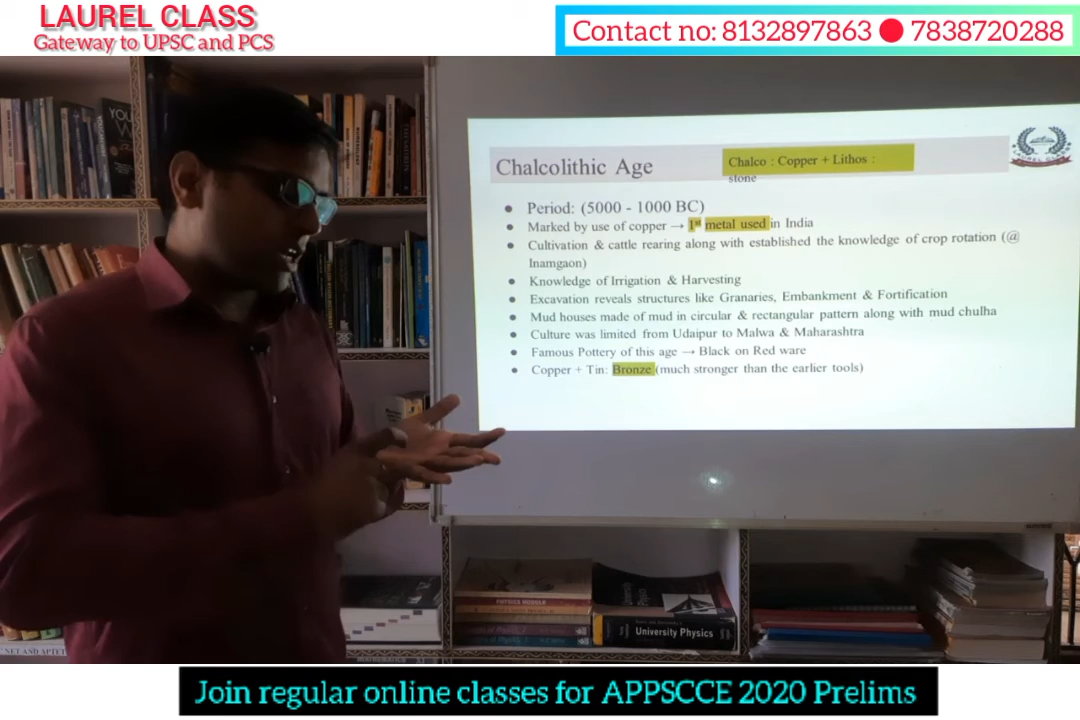 LAUREL CLASS
Gateway to UPSC and PCS
Contact no: 8132897863 🔴 7838720288
Chalcolithic Age
Chalco : Copper + Lithos :
stone
LAUREL CLASS
• Period: (5000 - 1000 BC)
• Marked by use of copper → 1st metal used in India
• Cultivation & cattle rearing along with established the knowledge of crop rotation (@
Inamgaon)
• Knowledge of Irrigation & Harvesting
• Excavation reveals structures like Granaries, Embankment & Fortification
• Mud houses made of mud in circular & rectangular pattern along with mud chulha
• Culture was limited from Udaipur to Malwa & Maharashtra
• Famous Pottery of this age → Black on Red ware
• Copper + Tin: Bronze (much stronger than the earlier tools)
YOU
University Physics
Join regular online classes for APPSCCE 2020 Prelims